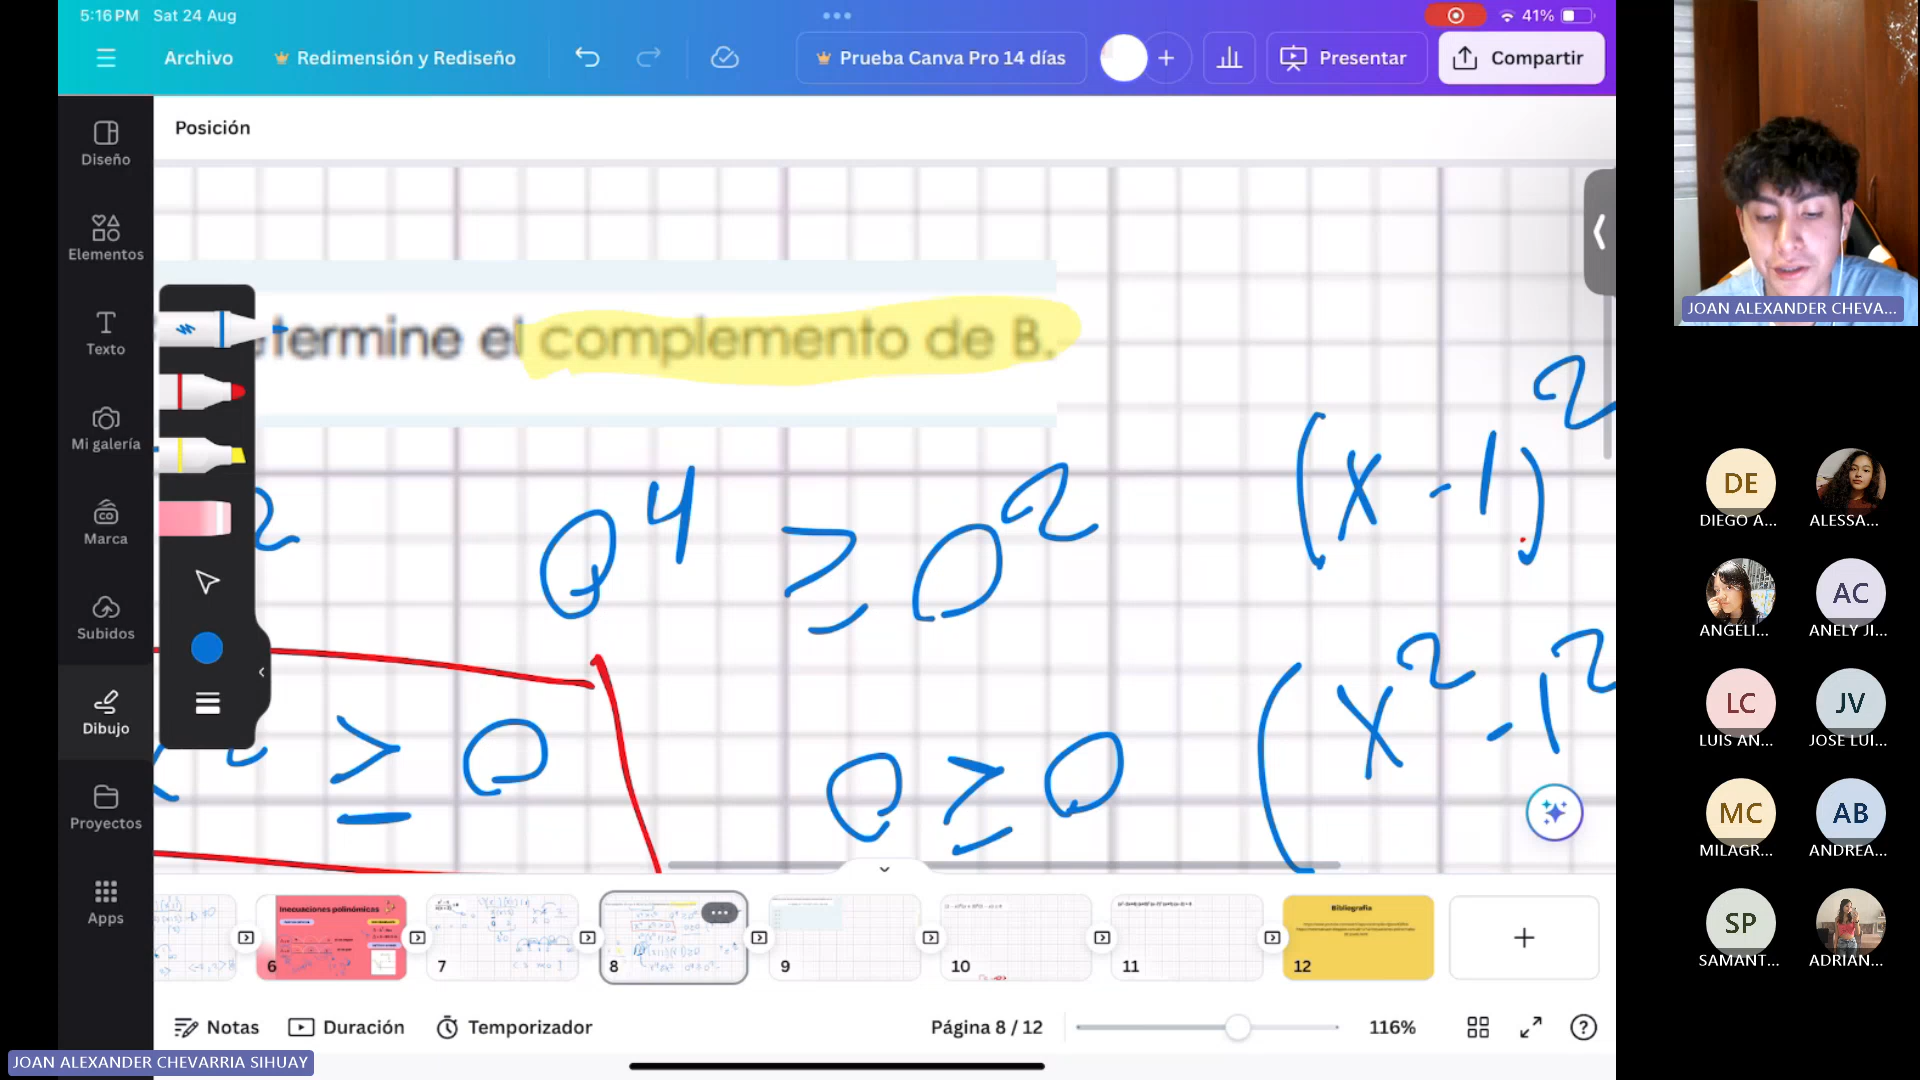 5:16 PM Sat 24 Aug
41%
Archivo
Redimensión y Rediseño
Prueba Canva Pro 14 días
Presentar
Compartir
Posición
Diseño
Elementos
Texto
Mi galería
Marca
Subidos
Dibujo
Proyectos
Apps
termine el complemento de B.
(x - 1)²
2
0⁴ ≥ 0²
(x² - 1²
≥ 0
0 ≥ 0
Inecuaciones polinómicas
Bibliografía
6
7
8
9
10
11
12
Notas
Duración
Temporizador
Página 8 / 12
116%
JOAN ALEXANDER CHEVARRIA SIHUAY
JOAN ALEXANDER CHEVA...
DE
DIEGO A...
ALESSA...
ANGELI...
AC
ANELY JI...
LC
LUIS AN...
JV
JOSE LUI...
MC
MILAGR...
AB
ANDREA...
SP
SAMANT...
ADRIAN...